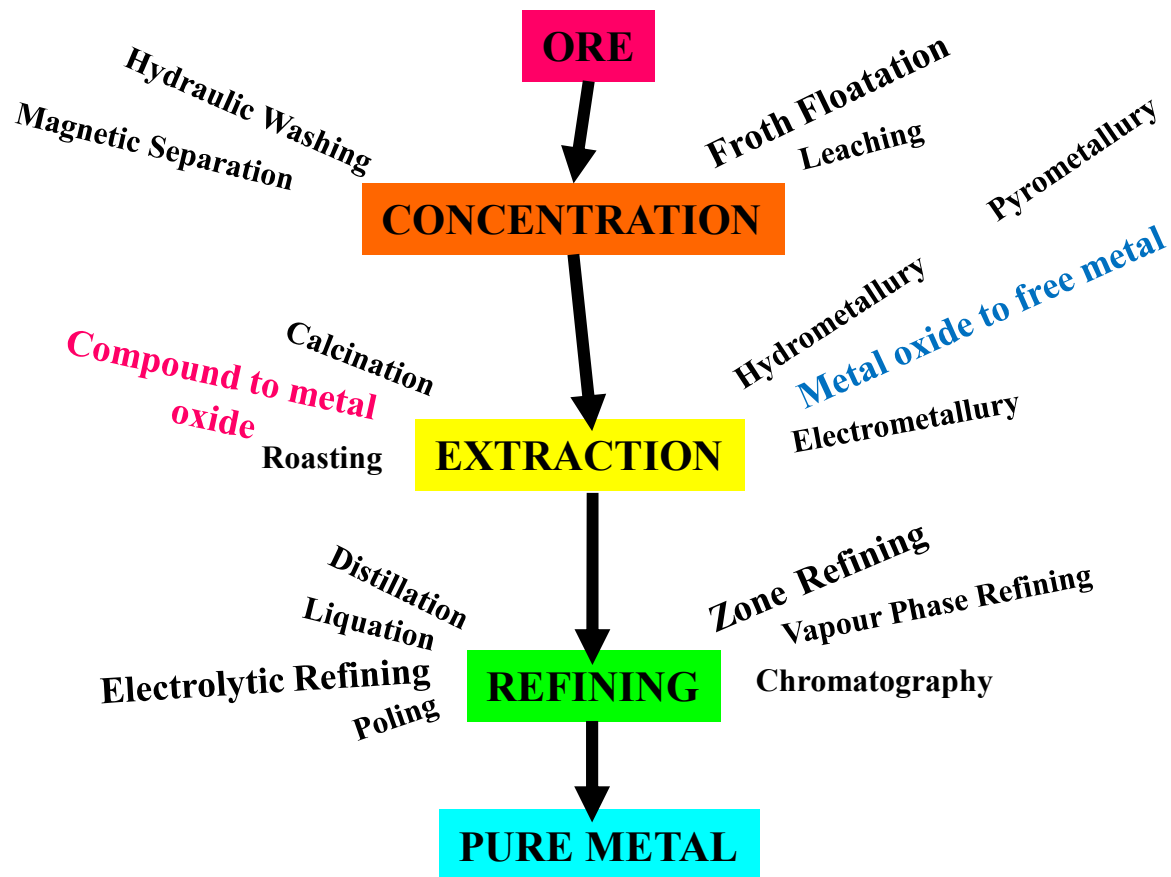 ORE
Hydraulic Washing
Magnetic Separation
Froth Floatation
Leaching
CONCENTRATION
Pyrometallury
Calcination
Compound to metal
oxide
Roasting
Hydrometallury
Metal oxide to free metal
Electrometallury
EXTRACTION
Distillation
Liquation
Electrolytic Refining
Poling
Zone Refining
Vapour Phase Refining
Chromatography
REFINING
PURE METAL